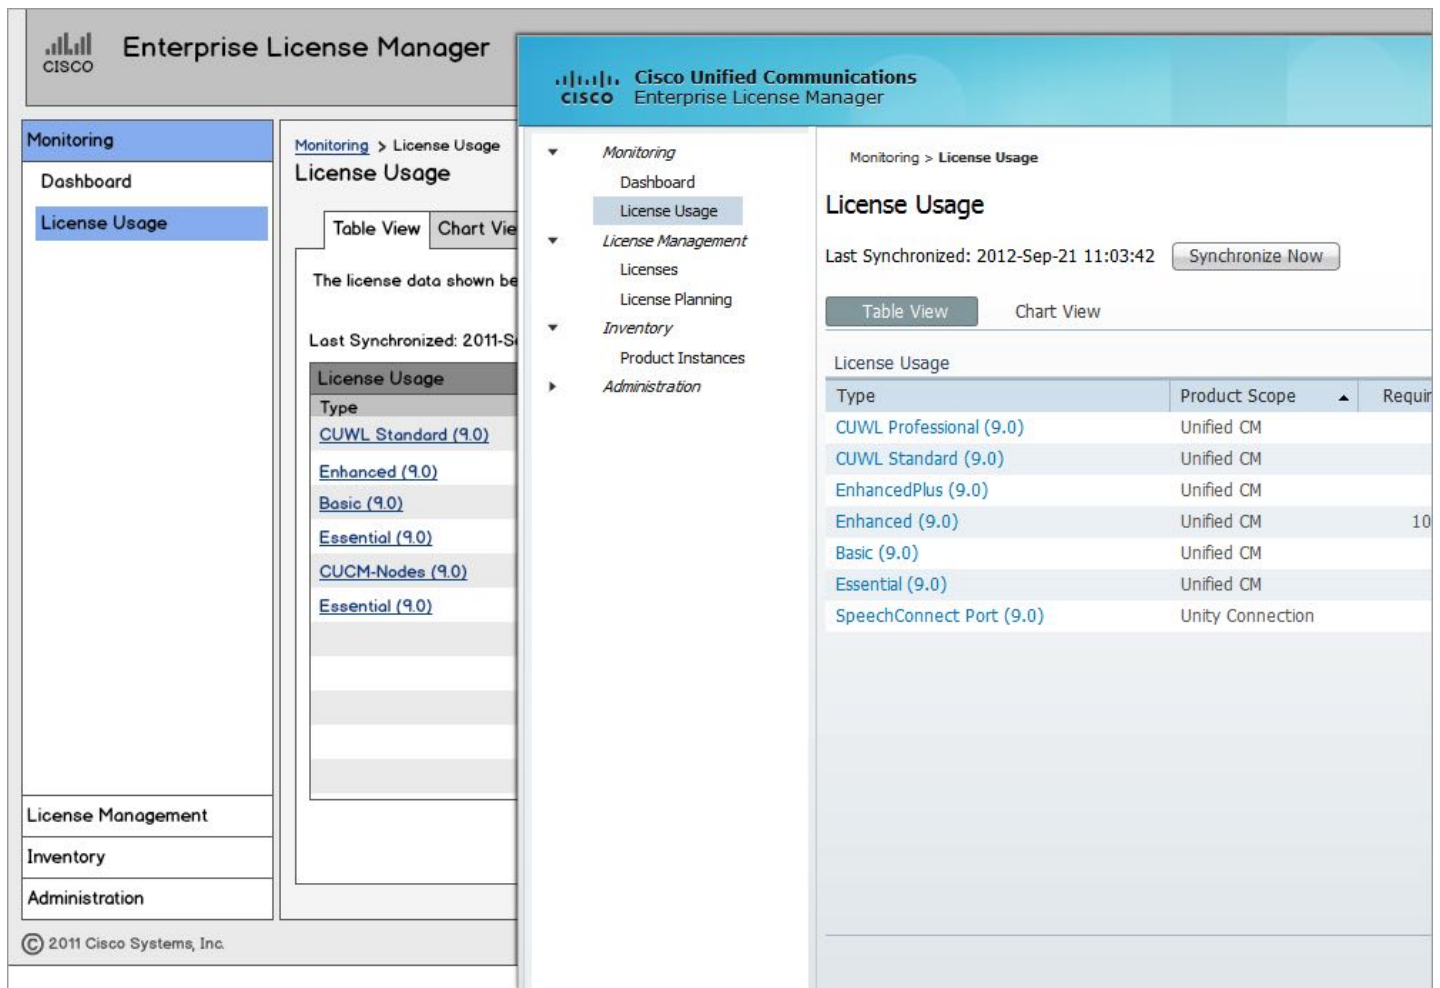 CISCO
Enterprise License Manager
Monitoring
Dashboard
License Usage
License Management
Inventory
Administration
© 2011 Cisco Systems, Inc.
Monitoring > License Usage
License Usage
Table View Chart Vie
The license data shown be
Last Synchronized: 2011-S
License Usage
Type
CUWL Standard (9.0)
Enhanced (9.0)
Basic (9.0)
Essential (9.0)
CUCM-Nodes (9.0)
Essential (9.0)
CISCO
Cisco Unified Communications
Enterprise License Manager
Monitoring
Dashboard
License Usage
License Management
Licenses
License Planning
Inventory
Product Instances
Administration
Monitoring > License Usage
License Usage
Last Synchronized: 2012-Sep-21 11:03:42 Synchronize Now
Table View Chart View
License Usage
Type Product Scope Requir
CUWL Professional (9.0) Unified CM
CUWL Standard (9.0) Unified CM
EnhancedPlus (9.0) Unified CM
Enhanced (9.0) Unified CM 10
Basic (9.0) Unified CM
Essential (9.0) Unified CM
SpeechConnect Port (9.0) Unity Connection